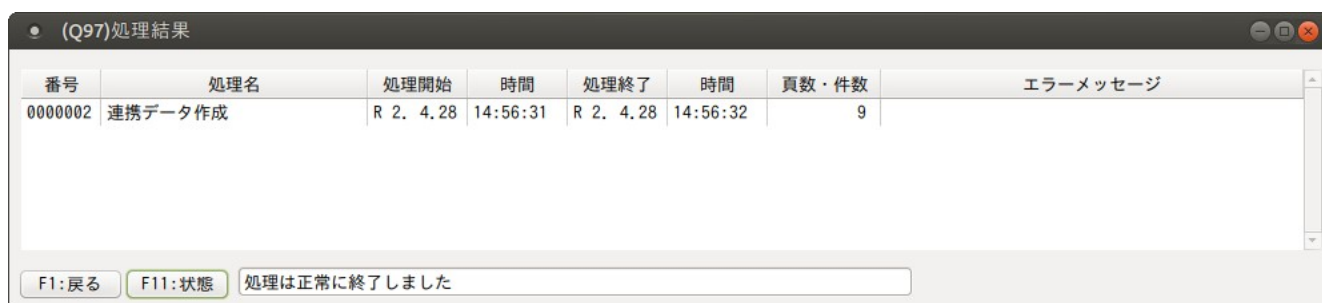 (Q97)処理結果
番号 処理名 処理開始 時間 処理終了 時間 頁数・件数 エラーメッセージ
0000002 連携データ作成 R 2. 4.28 14:56:31 R 2. 4.28 14:56:32 9
F1:戻る F11:状態 処理は正常に終了しました